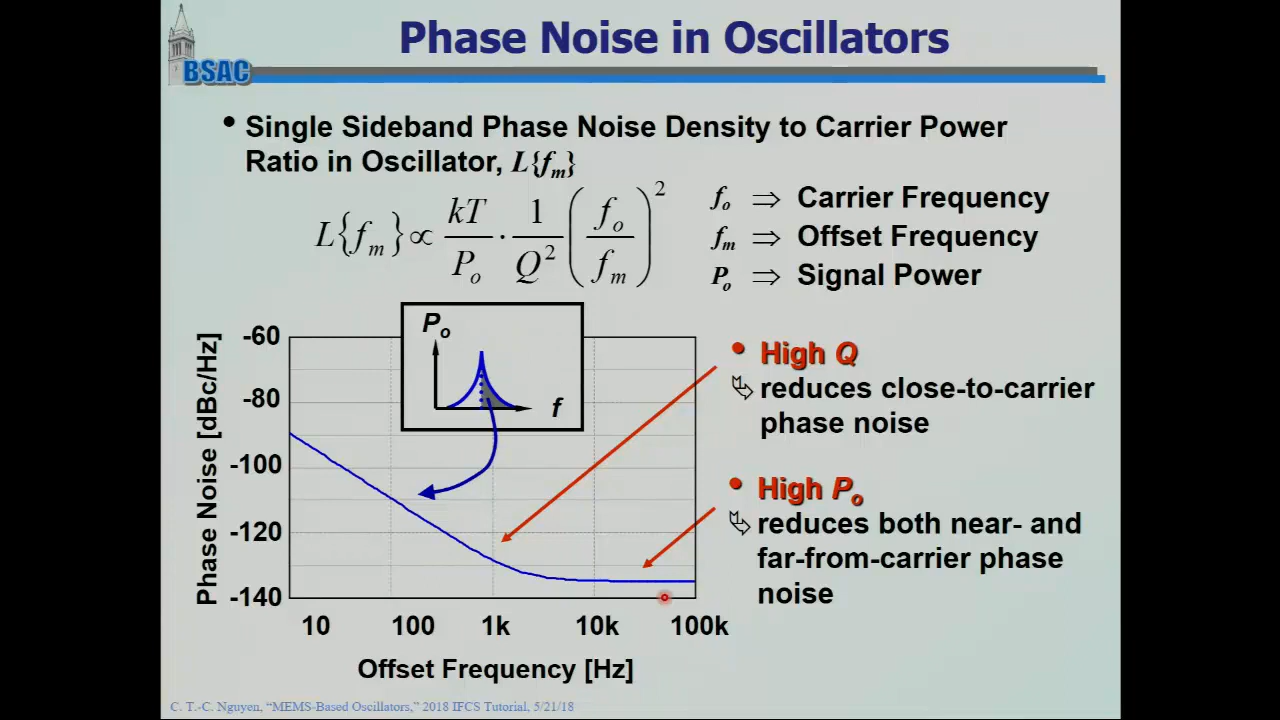 Phase Noise in Oscillators
BSAC
• Single Sideband Phase Noise Density to Carrier Power
Ratio in Oscillator, L{fm}
L{fm} ∝ kT/Po · 1/Q² (fo/fm)²
fo ⇒ Carrier Frequency
fm ⇒ Offset Frequency
Po ⇒ Signal Power
Po
f
Phase Noise [dBc/Hz]
-60
-80
-100
-120
-140
10 100 1k 10k 100k
Offset Frequency [Hz]
• High Q
reduces close-to-carrier
phase noise
• High Po
reduces both near- and
far-from-carrier phase
noise
C. T.-C. Nguyen, “MEMS-Based Oscillators,” 2018 IFCS Tutorial, 5/21/18